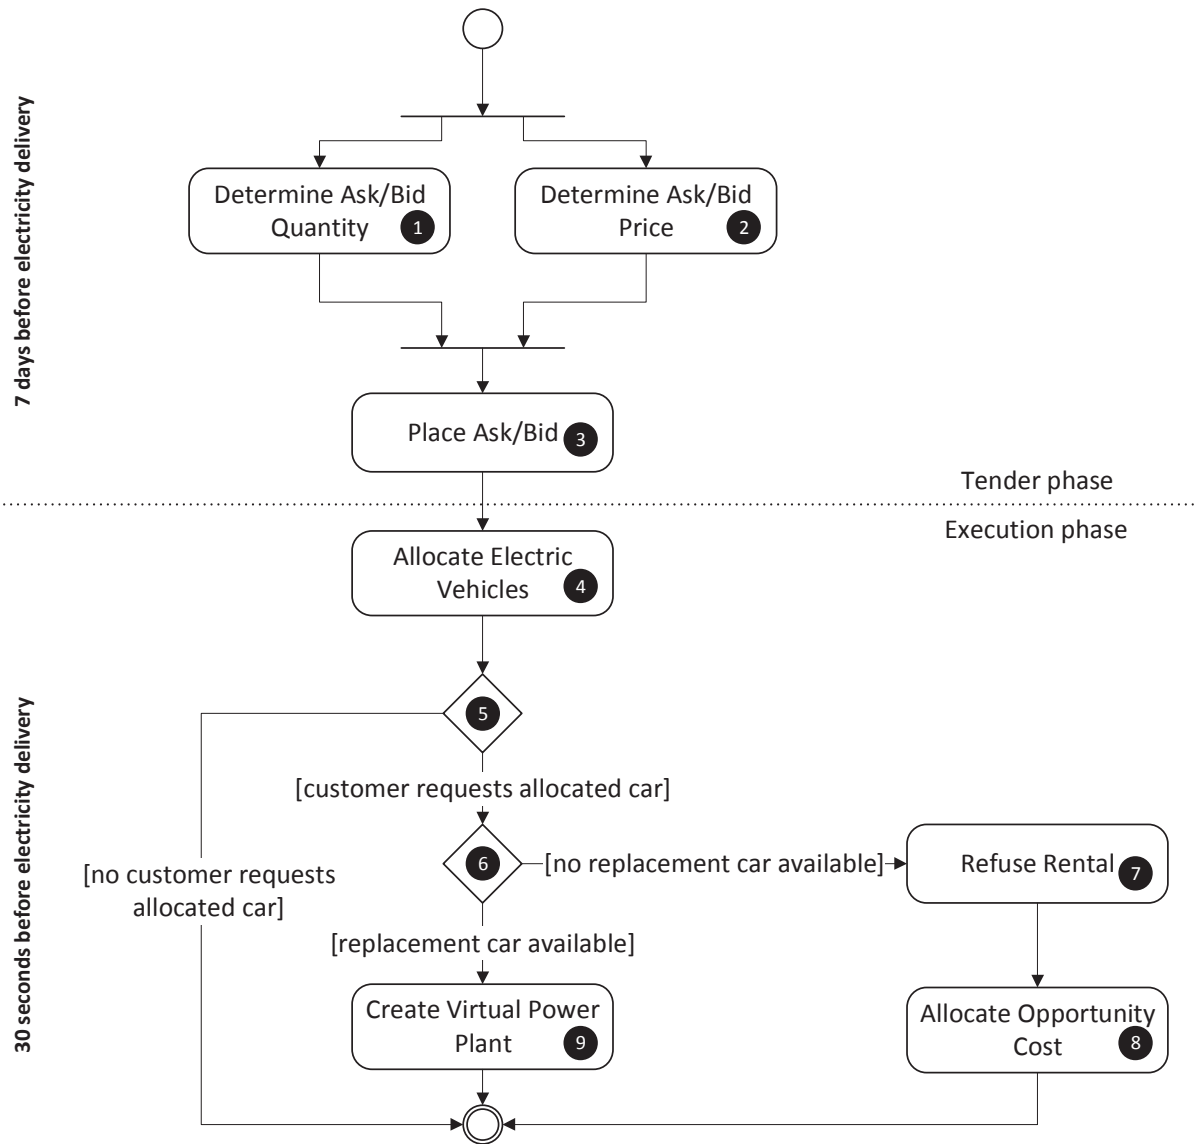 7 days before electricity delivery
Determine Ask/Bid
Quantity
1
Determine Ask/Bid
Price
2
Place Ask/Bid
3
Tender phase
Execution phase
30 seconds before electricity delivery
Allocate Electric
Vehicles
4
5
[customer requests allocated car]
[no customer requests
allocated car]
6
[no replacement car available]
Refuse Rental
7
[replacement car available]
Create Virtual Power
Plant
9
Allocate Opportunity
Cost
8